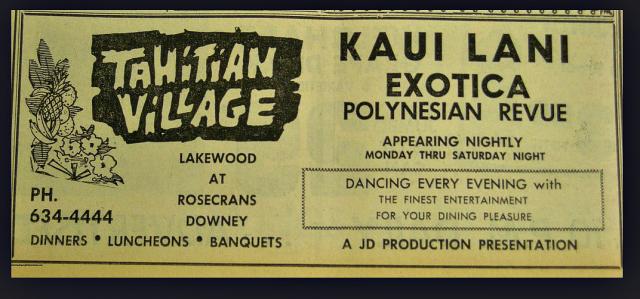 TAHITIAN
VILLAGE
LAKEWOOD
AT
ROSECRANS
DOWNEY
PH.
634-4444
DINNERS • LUNCHEONS • BANQUETS
KAUI LANI
EXOTICA
POLYNESIAN REVUE
APPEARING NIGHTLY
MONDAY THRU SATURDAY NIGHT
DANCING EVERY EVENING with
THE FINEST ENTERTAINMENT
FOR YOUR DINING PLEASURE
A JD PRODUCTION PRESENTATION